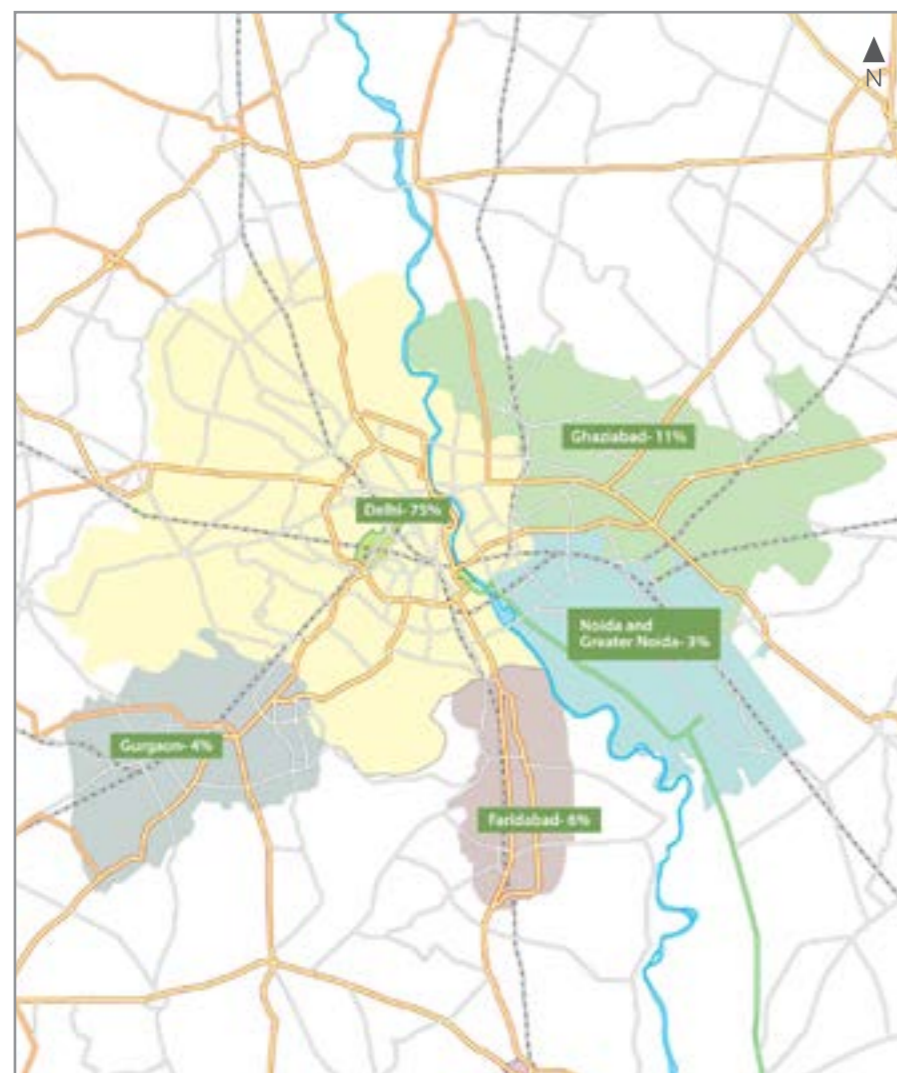 N
Ghaziabad- 11%
Delhi- 75%
Noida and
Greater Noida- 3%
Gurgaon- 4%
Faridabad- 6%